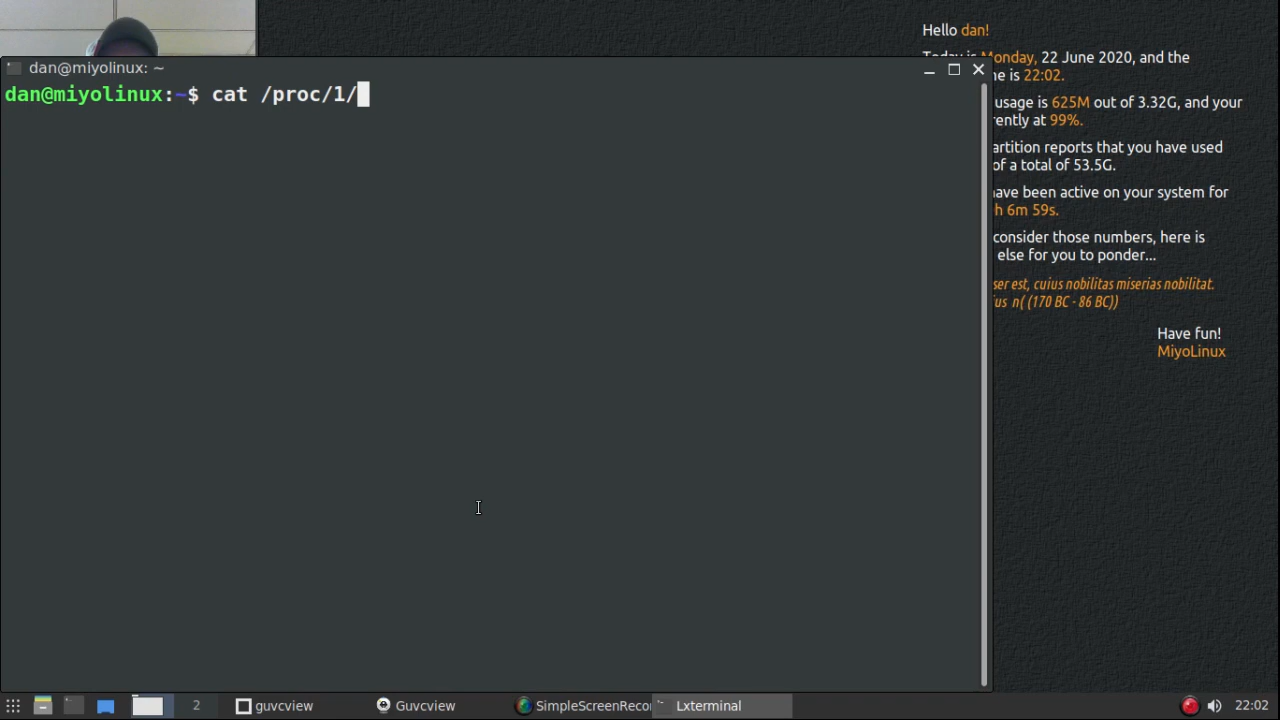 Hello dan!
Monday, 22 June 2020, and the
e is 22:02.
usage is 625M out of 3.32G, and your
rently at 99%.
artition reports that you have used
of a total of 53.5G.
ave been active on your system for
h 6m 59s.
consider those numbers, here is
else for you to ponder...
ser est, cuius nobilitas miserias nobilitat.
ius n( (170 BC - 86 BC))
Have fun!
MiyoLinux
dan@miyolinux: ~
dan@miyolinux:~$ cat /proc/1/
2 guvcview Guvcview SimpleScreenRecor Lxterminal 22:02